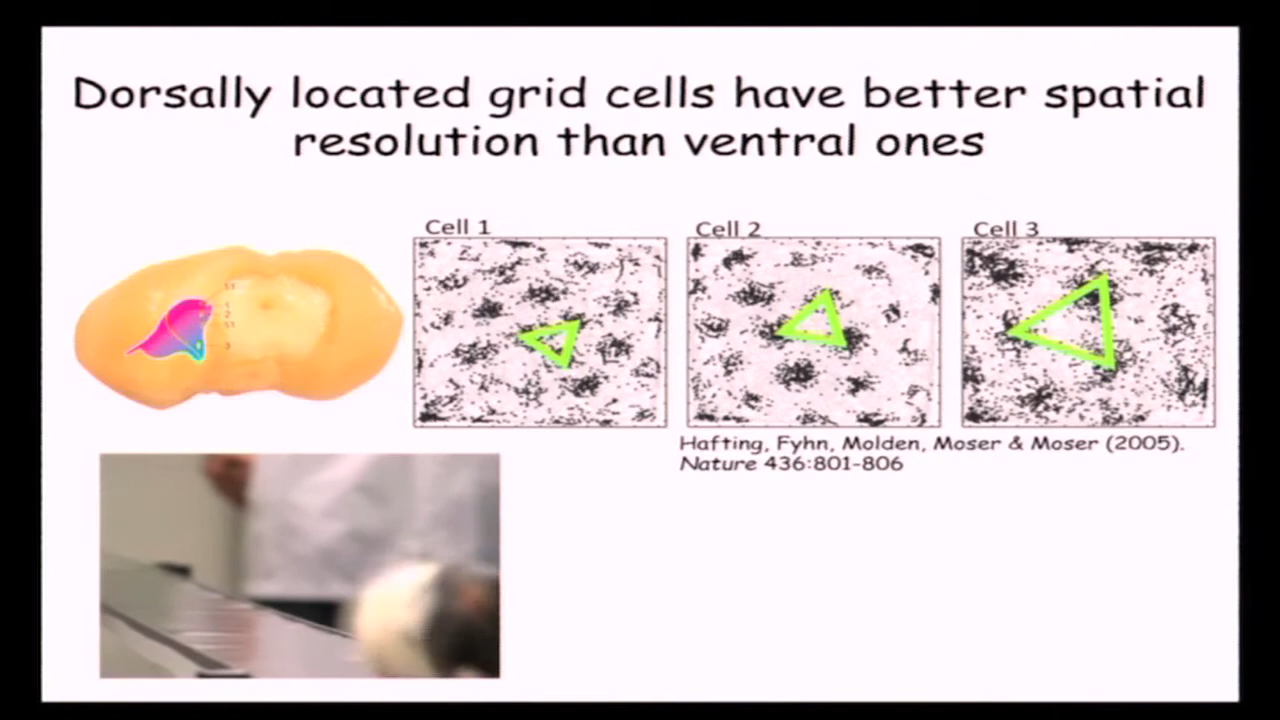 Dorsally located grid cells have better spatial
resolution than ventral ones
Cell 1
Cell 2
Cell 3
Hafting, Fyhn, Molden, Moser & Moser (2005).
Nature 436:801-806